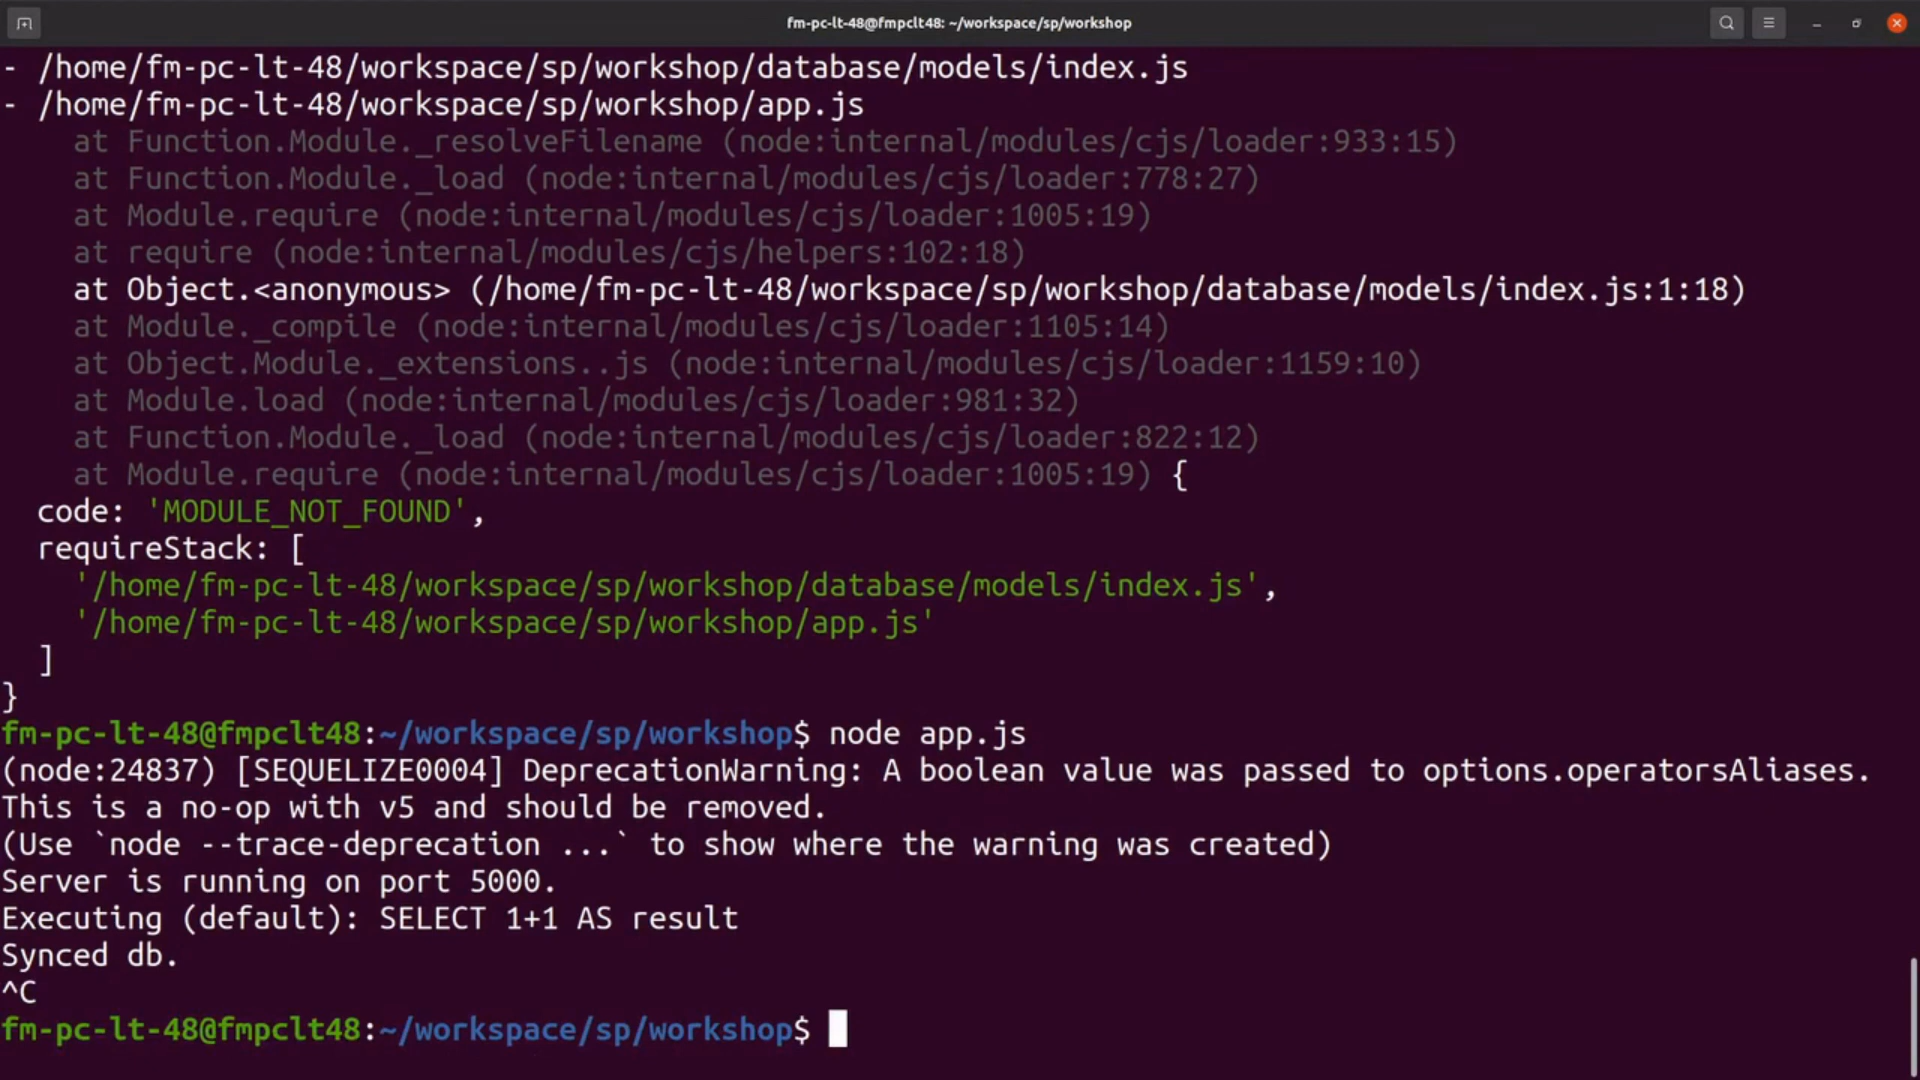 fm-pc-lt-48@fmpclt48: ~/workspace/sp/workshop
- /home/fm-pc-lt-48/workspace/sp/workshop/database/models/index.js
- /home/fm-pc-lt-48/workspace/sp/workshop/app.js
    at Function.Module._resolveFilename (node:internal/modules/cjs/loader:933:15)
    at Function.Module._load (node:internal/modules/cjs/loader:778:27)
    at Module.require (node:internal/modules/cjs/loader:1005:19)
    at require (node:internal/modules/cjs/helpers:102:18)
    at Object.<anonymous> (/home/fm-pc-lt-48/workspace/sp/workshop/database/models/index.js:1:18)
    at Module._compile (node:internal/modules/cjs/loader:1105:14)
    at Object.Module._extensions..js (node:internal/modules/cjs/loader:1159:10)
    at Module.load (node:internal/modules/cjs/loader:981:32)
    at Function.Module._load (node:internal/modules/cjs/loader:822:12)
    at Module.require (node:internal/modules/cjs/loader:1005:19) {
  code: 'MODULE_NOT_FOUND',
  requireStack: [
    '/home/fm-pc-lt-48/workspace/sp/workshop/database/models/index.js',
    '/home/fm-pc-lt-48/workspace/sp/workshop/app.js'
  ]
}
fm-pc-lt-48@fmpclt48:~/workspace/sp/workshop$ node app.js
(node:24837) [SEQUELIZE0004] DeprecationWarning: A boolean value was passed to options.operatorsAliases.
This is a no-op with v5 and should be removed.
(Use `node --trace-deprecation ...` to show where the warning was created)
Server is running on port 5000.
Executing (default): SELECT 1+1 AS result
Synced db.
^C
fm-pc-lt-48@fmpclt48:~/workspace/sp/workshop$